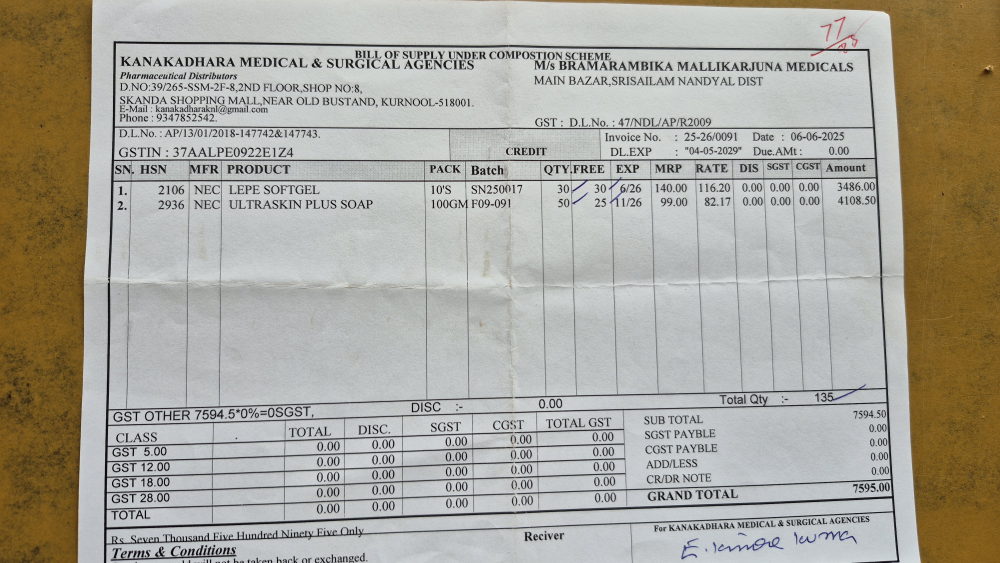 77
BILL OF SUPPLY UNDER COMPOSTION SCHEME
KANAKADHARA MEDICAL & SURGICAL AGENCIES
Pharmaceutical Distributors
D.NO:39/265-SSM-2F-8,2ND FLOOR,SHOP NO:8,
SKANDA SHOPPING MALL,NEAR OLD BUSTAND, KURNOOL-518001.
E-Mail : kanakadharaknl@gmail.com
Phone : 9347852542.
M/s BRAMARAMBIKA MALLIKARJUNA MEDICALS
MAIN BAZAR,SRISAILAM NANDYAL DIST
GST : D.L.No. : 47/NDL/AP/R2009
D.L.No. : AP/13/01/2018-147742&147743.
GSTIN : 37AALPE0922E1Z4
CREDIT
Invoice No. : 25-26/0091 Date : 06-06-2025
DL.EXP : "04-05-2029" Due.AMt : 0.00
SN. HSN MFR PRODUCT PACK Batch QTY.FREE EXP MRP RATE DIS SGST CGST Amount
1. 2106 NEC LEPE SOFTGEL 10'S SN250017 30 30 6/26 140.00 116.20 0.00 0.00 0.00 3486.00
2. 2936 NEC ULTRASKIN PLUS SOAP 100GM F09-091 50 25 11/26 99.00 82.17 0.00 0.00 0.00 4108.50
GST OTHER 7594.5*0%=0SGST, DISC :- 0.00 Total Qty :- 135
CLASS TOTAL DISC. SGST CGST TOTAL GST
GST 5.00 0.00 0.00 0.00 0.00 0.00
GST 12.00 0.00 0.00 0.00 0.00 0.00
GST 18.00 0.00 0.00 0.00 0.00 0.00
GST 28.00 0.00 0.00 0.00 0.00 0.00
TOTAL 0.00 0.00 0.00 0.00 0.00
SUB TOTAL 7594.50
SGST PAYBLE 0.00
CGST PAYBLE 0.00
ADD/LESS 0.00
CR/DR NOTE 0.00
GRAND TOTAL 7595.00
Rs. Seven Thousand Five Hundred Ninety Five Only
Terms & Conditions
will not be taken back or exchanged.
Reciver
For KANAKADHARA MEDICAL & SURGICAL AGENCIES